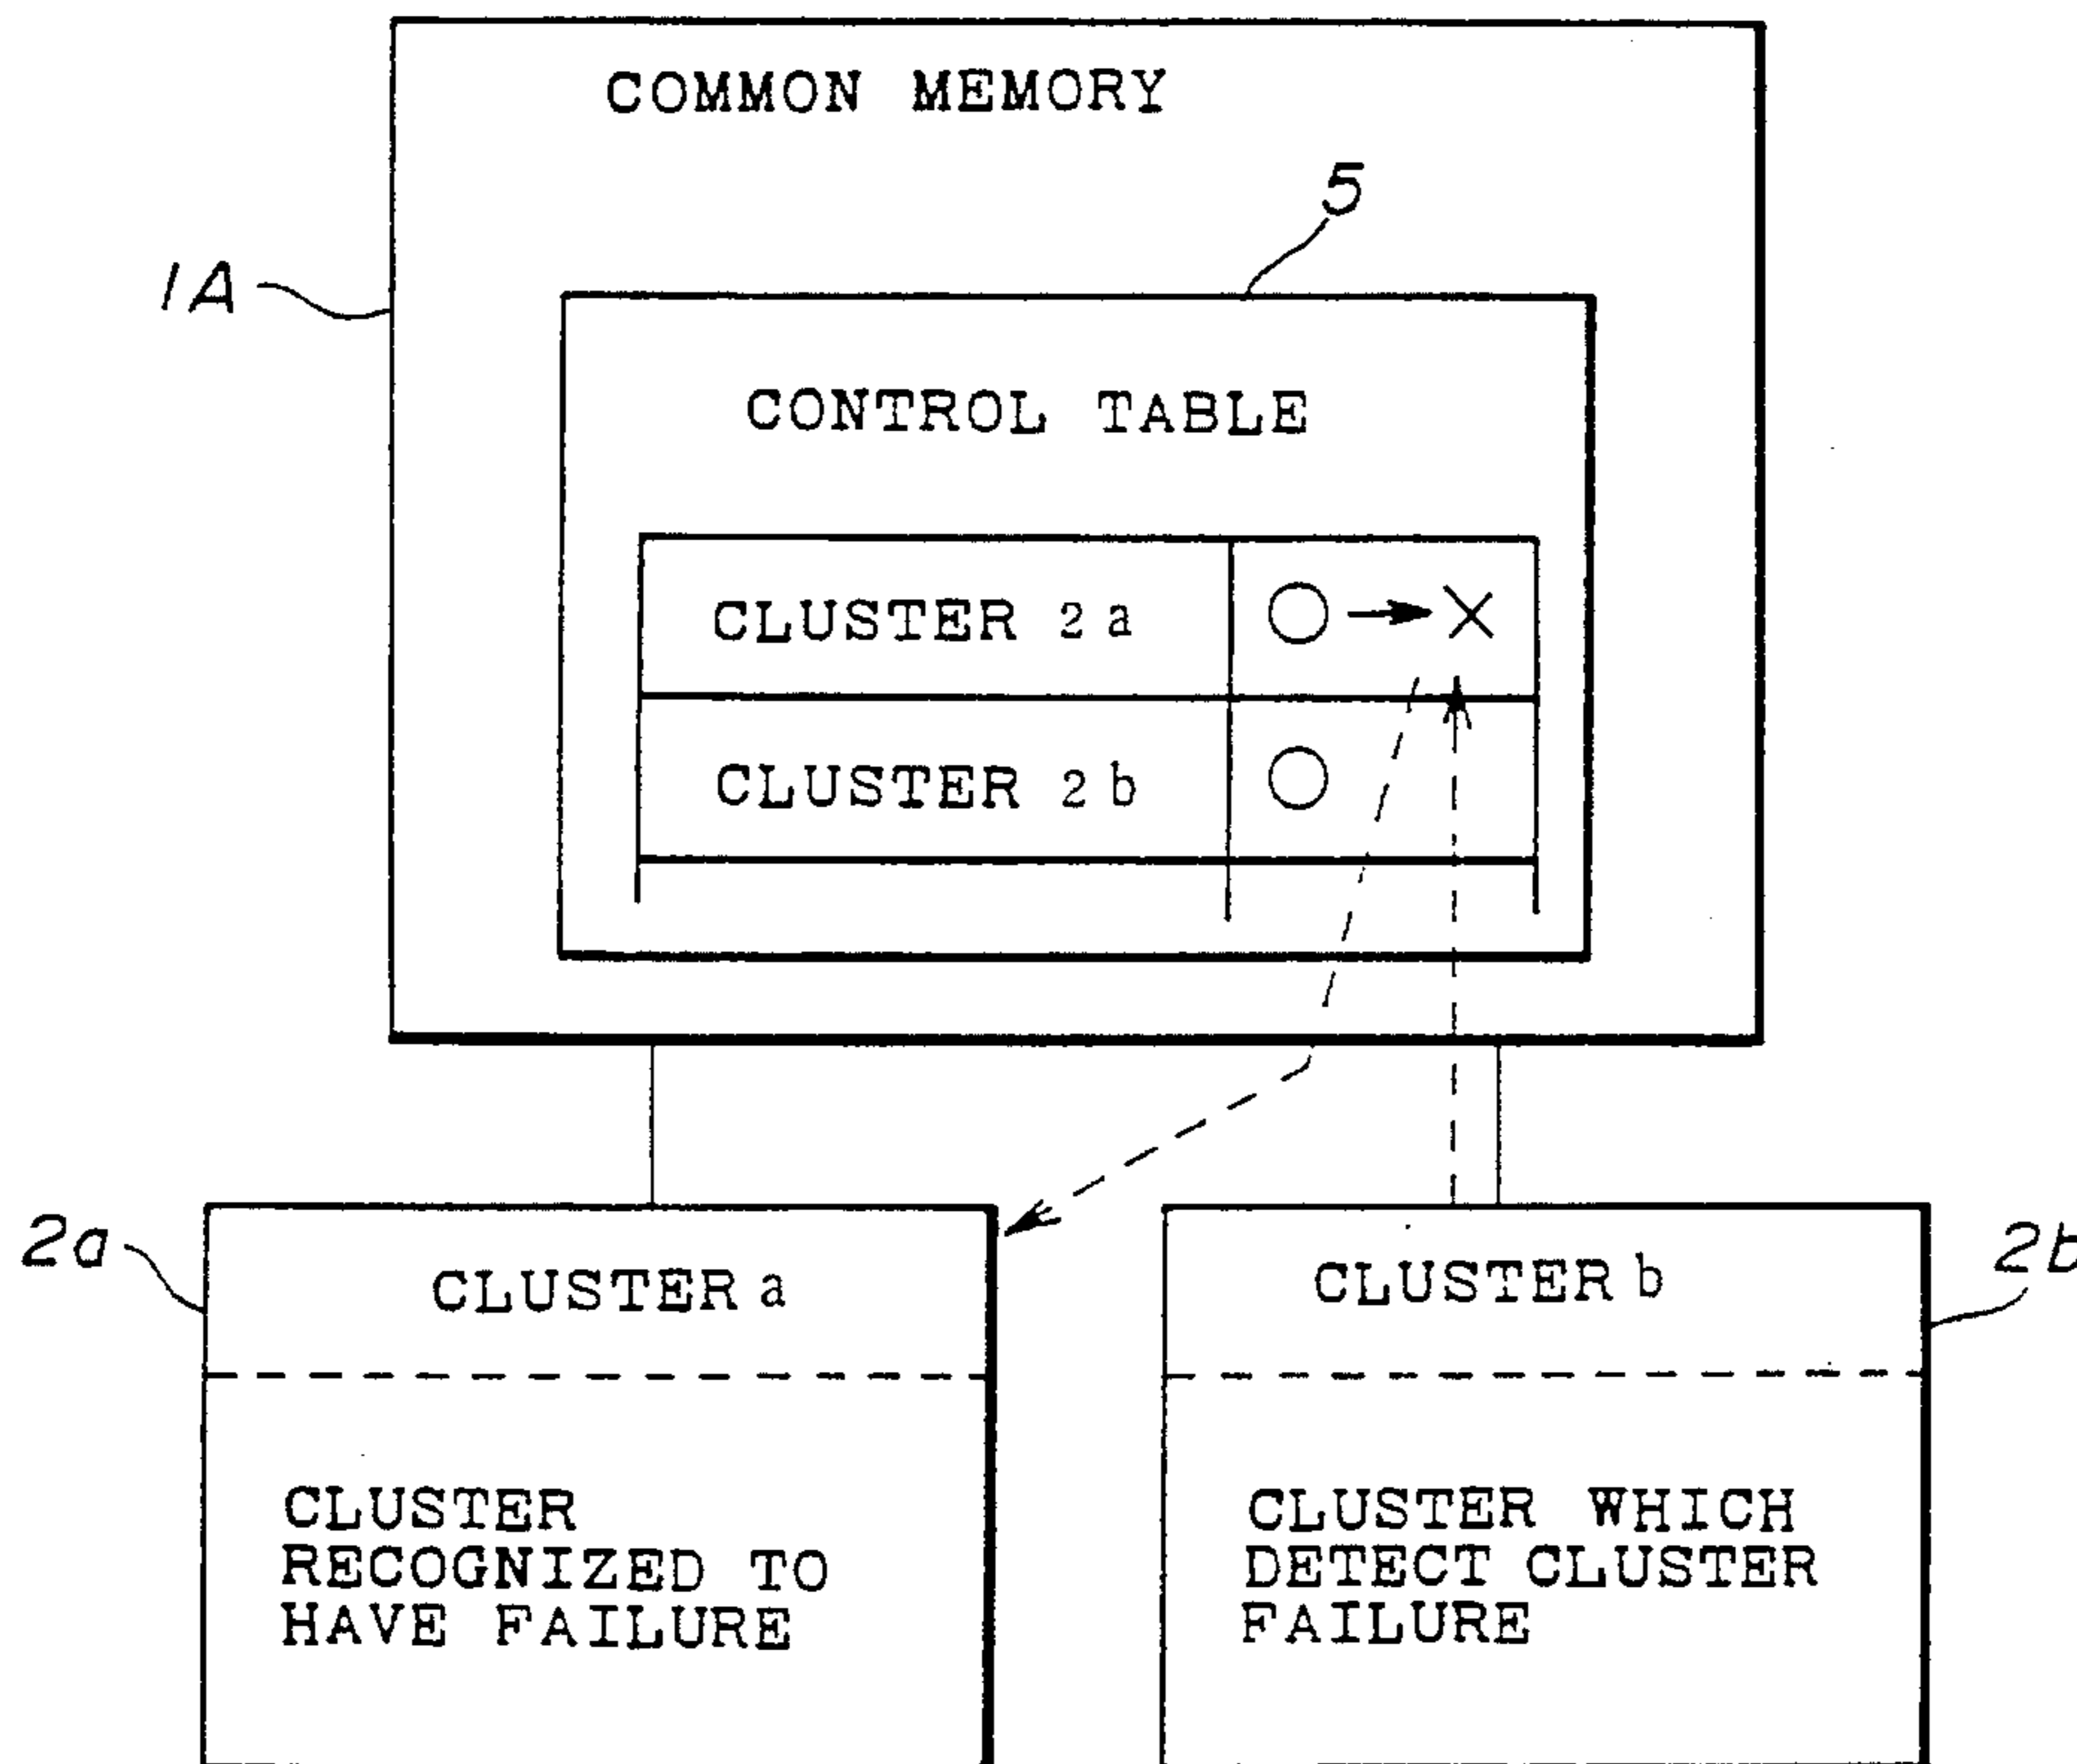 COMMON MEMORY
5
1A
CONTROL TABLE
CLUSTER 2a ○→×
CLUSTER 2b ○
2a
CLUSTER a
CLUSTER b
2b
CLUSTER
RECOGNIZED TO
HAVE FAILURE
CLUSTER WHICH
DETECT CLUSTER
FAILURE